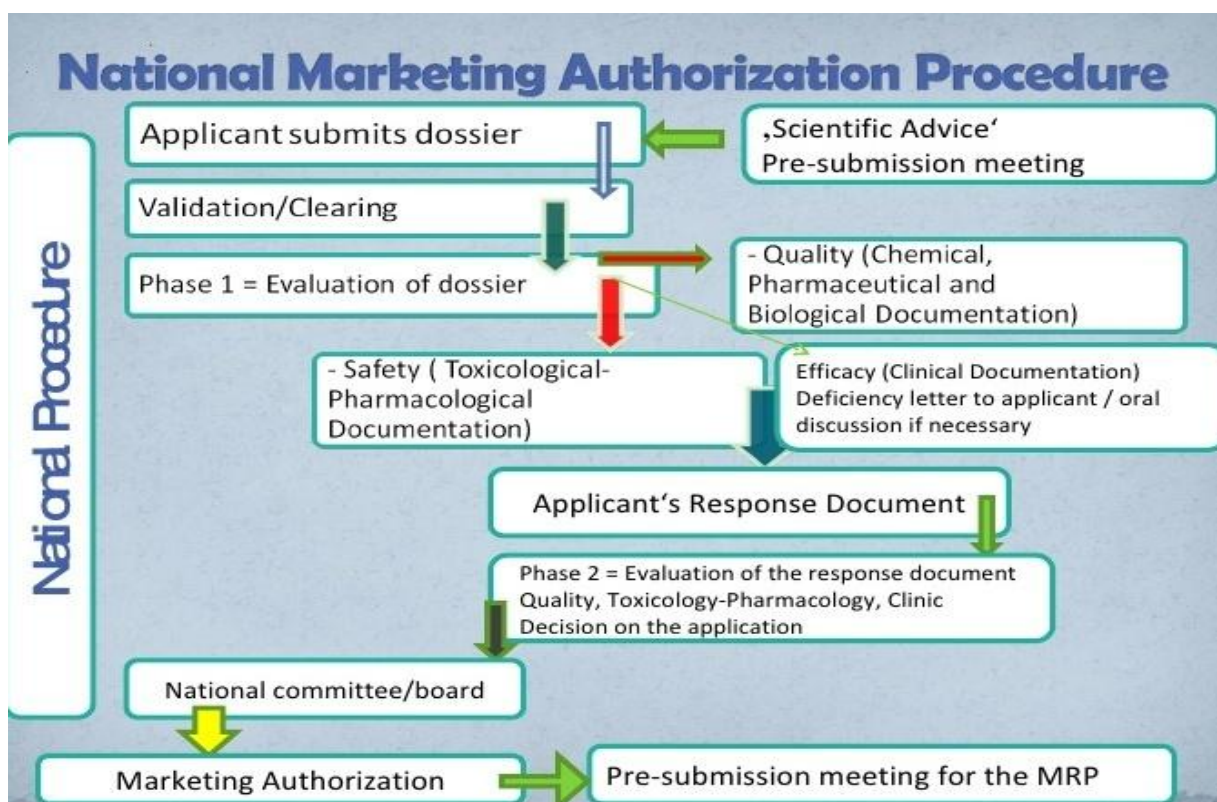 National Marketing Authorization Procedure
National Procedure
Applicant submits dossier
‚Scientific Advice‘
Pre-submission meeting
Validation/Clearing
Phase 1 = Evaluation of dossier
- Quality (Chemical,
Pharmaceutical and
Biological Documentation)
- Safety ( Toxicological-
Pharmacological
Documentation)
Efficacy (Clinical Documentation)
Deficiency letter to applicant / oral
discussion if necessary
Applicant‘s Response Document
Phase 2 = Evaluation of the response document
Quality, Toxicology-Pharmacology, Clinic
Decision on the application
National committee/board
Marketing Authorization
Pre-submission meeting for the MRP